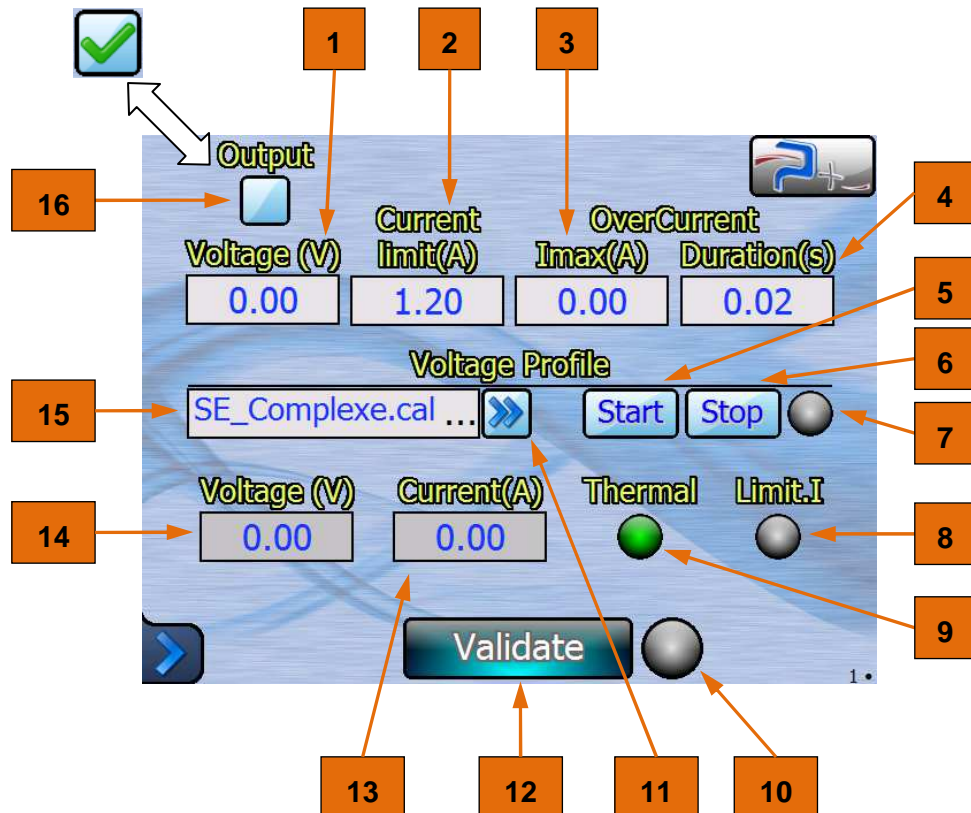 1 2 3
Output
16
4
Current
limit(A)
OverCurrent
Voltage (V) Imax(A) Duration(s)
0.00 1.20 0.00 0.02
5
6
Voltage Profile
15
SE_Complexe.cal ... Start Stop
7
Voltage (V) Current(A) Thermal Limit.I
14
0.00 0.00
8
9
Validate
1
13 12 11 10